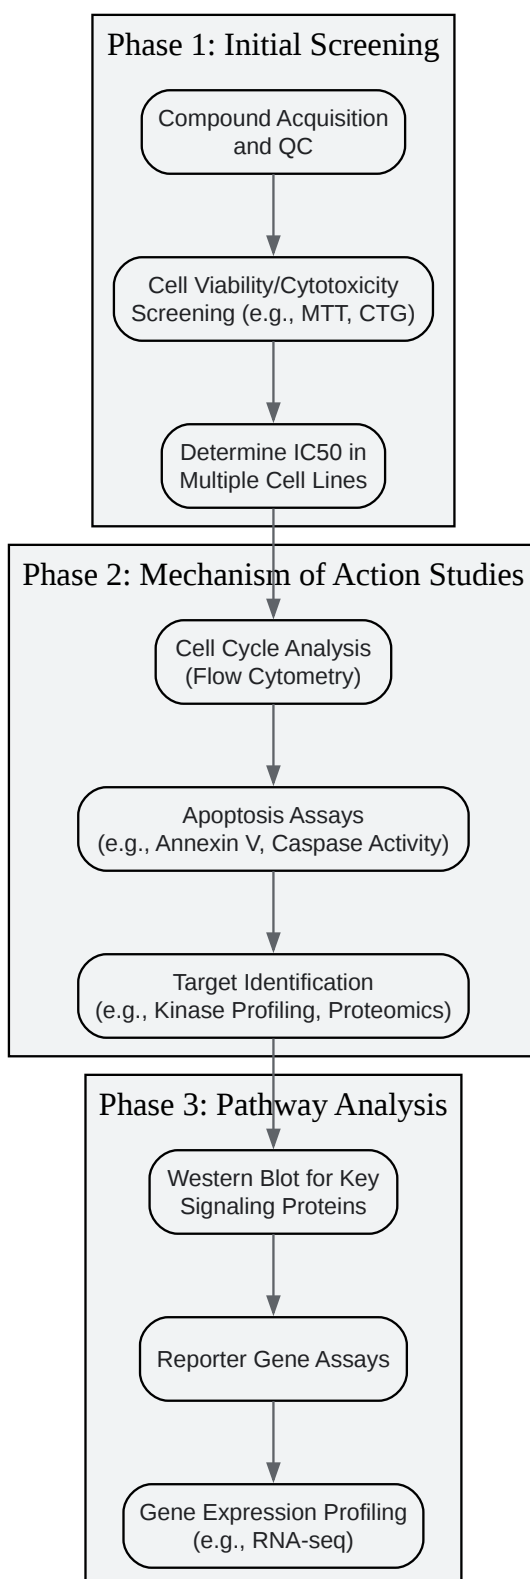 Phase 1: Initial Screening
Compound Acquisition
and QC
Cell Viability/Cytotoxicity
Screening (e.g., MTT, CTG)
Determine IC50 in
Multiple Cell Lines
Phase 2: Mechanism of Action Studies
Cell Cycle Analysis
(Flow Cytometry)
Apoptosis Assays
(e.g., Annexin V, Caspase Activity)
Target Identification
(e.g., Kinase Profiling, Proteomics)
Phase 3: Pathway Analysis
Western Blot for Key
Signaling Proteins
Reporter Gene Assays
Gene Expression Profiling
(e.g., RNA-seq)